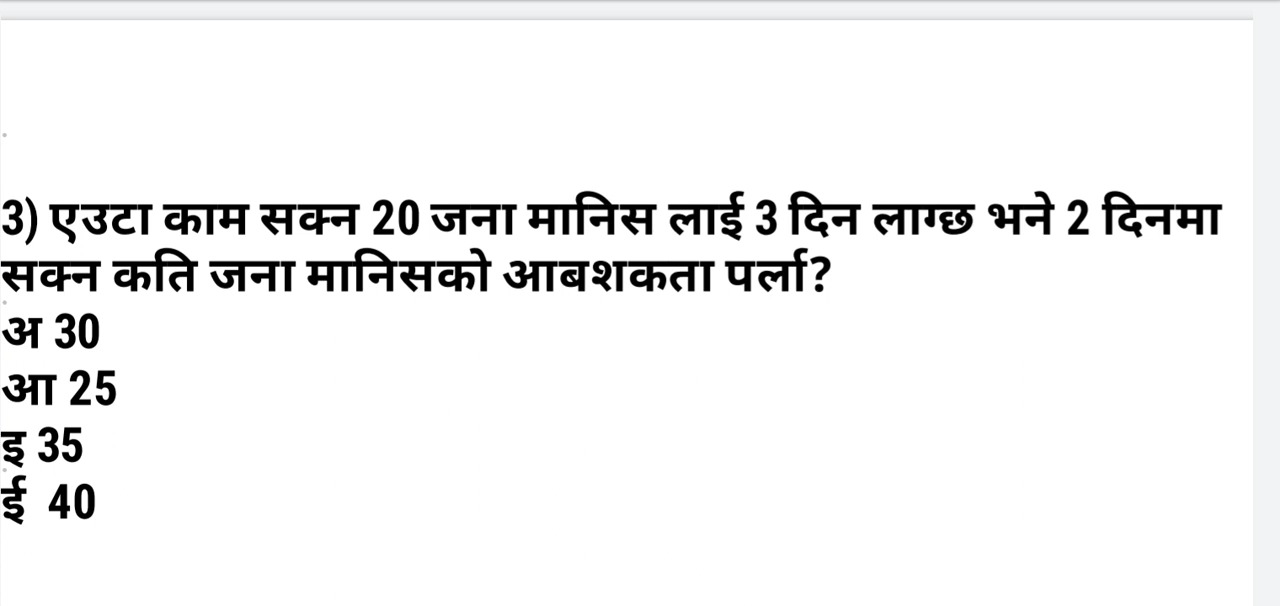 3) एउटा काम सक्न 20 जना मानिस लाई 3 दिन लाग्छ भने 2 दिनमा
सक्न कति जना मानिसको आबशकता पर्ला?
अ 30
आ 25
इ 35
ई 40